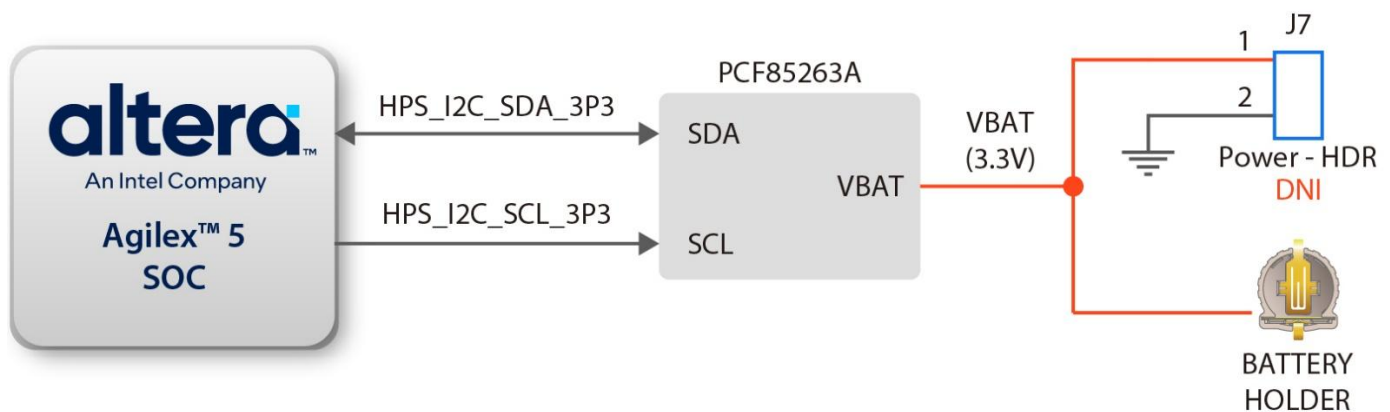 altera™
An Intel Company
Agilex™ 5
SOC
HPS_I2C_SDA_3P3
HPS_I2C_SCL_3P3
PCF85263A
SDA
VBAT
SCL
VBAT
(3.3V)
J7
1
2
Power - HDR
DNI
BATTERY
HOLDER